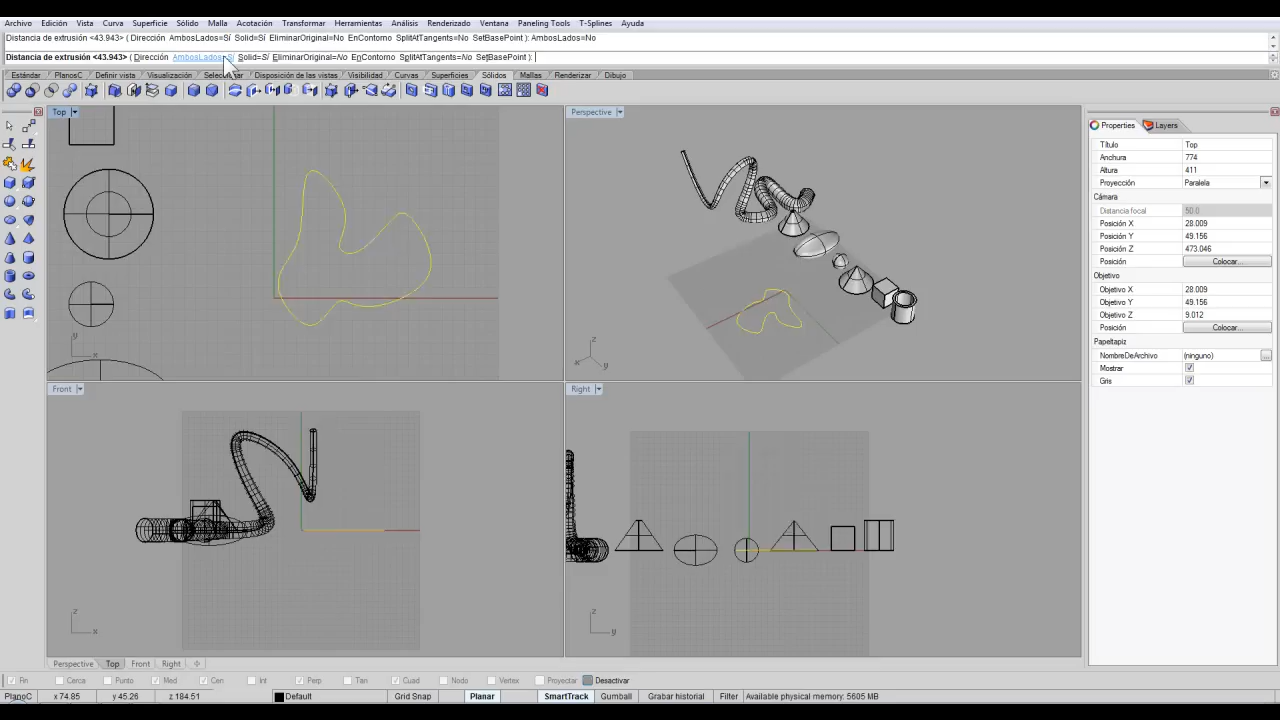 Archivo Edición Vista Curva Superficie Sólido Malla Acotación Transformar Herramientas Análisis Renderizado Ventana Paneling Tools T-Splines Ayuda
Distancia de extrusión <43.943> ( Dirección AmbosLados=Sí Solid=Sí EliminarOriginal=No EnContorno SplitAtTangents=No SetBasePoint ): AmbosLados=No
Distancia de extrusión <43.943> ( Dirección AmbosLados=Sí Solid=Sí EliminarOriginal=No EnContorno SplitAtTangents=No SetBasePoint ):
Estándar PlanosC Definir vista Visualización Disposición de las vistas Visibilidad Curvas Superficies Sólidos Mallas Renderizar Dibujo
Top
Perspective
Properties Layers
Título Top
Anchura 774
Altura 411
Proyección Paralela
Cámara
Distancia focal 50.0
Posición X 28.009
Posición Y 49.156
Posición Z 473.046
Posición Colocar...
Objetivo
Objetivo X 28.009
Objetivo Y 49.156
Objetivo Z 9.012
Posición Colocar...
Papeltapiz
NombreDeArchivo (ninguno) ...
Mostrar
Gris
y
x
z
x
y
Front
Right
z
x
z
y
Perspective Top Front Right
Fin Cerca Punto Med Cen Int Perp Tan Cuad Nodo Vertex Proyectar Desactivar
PlanoC x 74.85 y 45.26 z 184.51 Default Grid Snap Planar SmartTrack Gumball Grabar historial Filter Available physical memory: 5605 MB